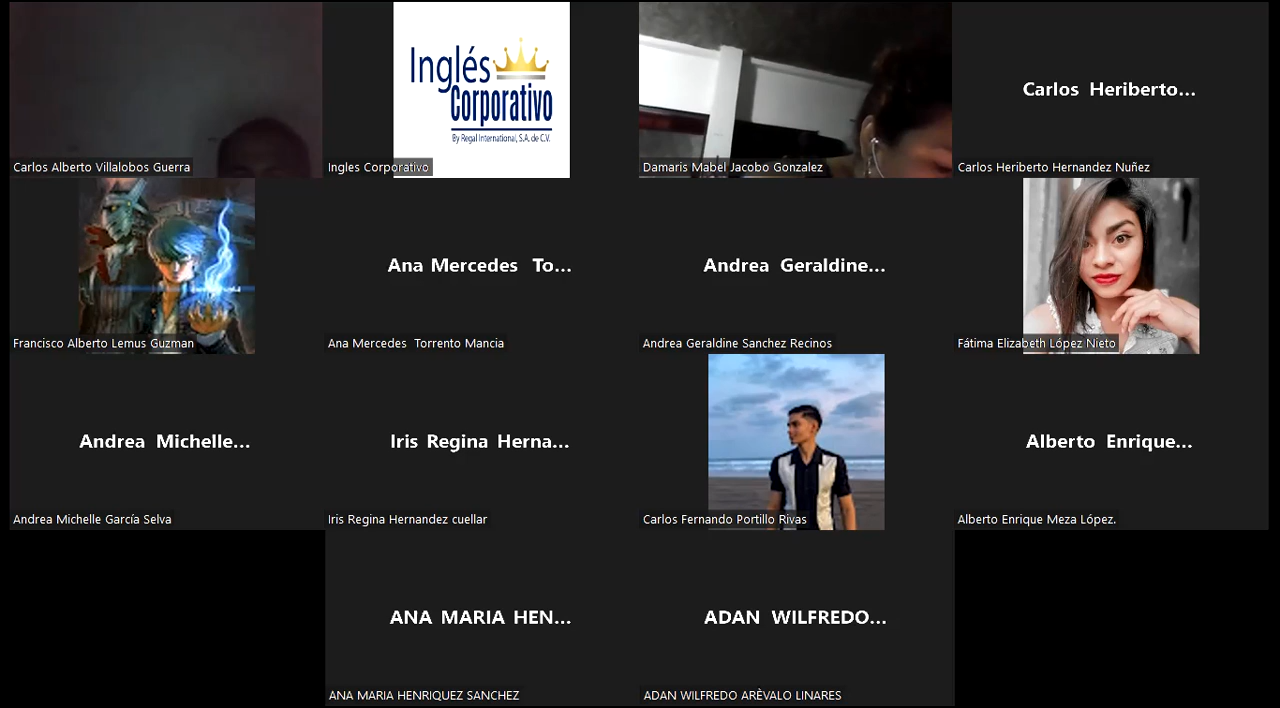 Carlos Alberto Villalobos Guerra
Inglés
Corporativo
By Regal International, S.A. de C.V.
Ingles Corporativo
Damaris Mabel Jacobo Gonzalez
Carlos Heriberto...
Carlos Heriberto Hernandez Nuñez
Francisco Alberto Lemus Guzman
Ana Mercedes To...
Ana Mercedes Torrento Mancia
Andrea Geraldine...
Andrea Geraldine Sanchez Recinos
Fátima Elizabeth López Nieto
Andrea Michelle...
Andrea Michelle García Selva
Iris Regina Herna...
Iris Regina Hernandez cuellar
Carlos Fernando Portillo Rivas
Alberto Enrique...
Alberto Enrique Meza López.
ANA MARIA HEN...
ANA MARIA HENRIQUEZ SANCHEZ
ADAN WILFREDO...
ADAN WILFREDO ARÈVALO LINARES